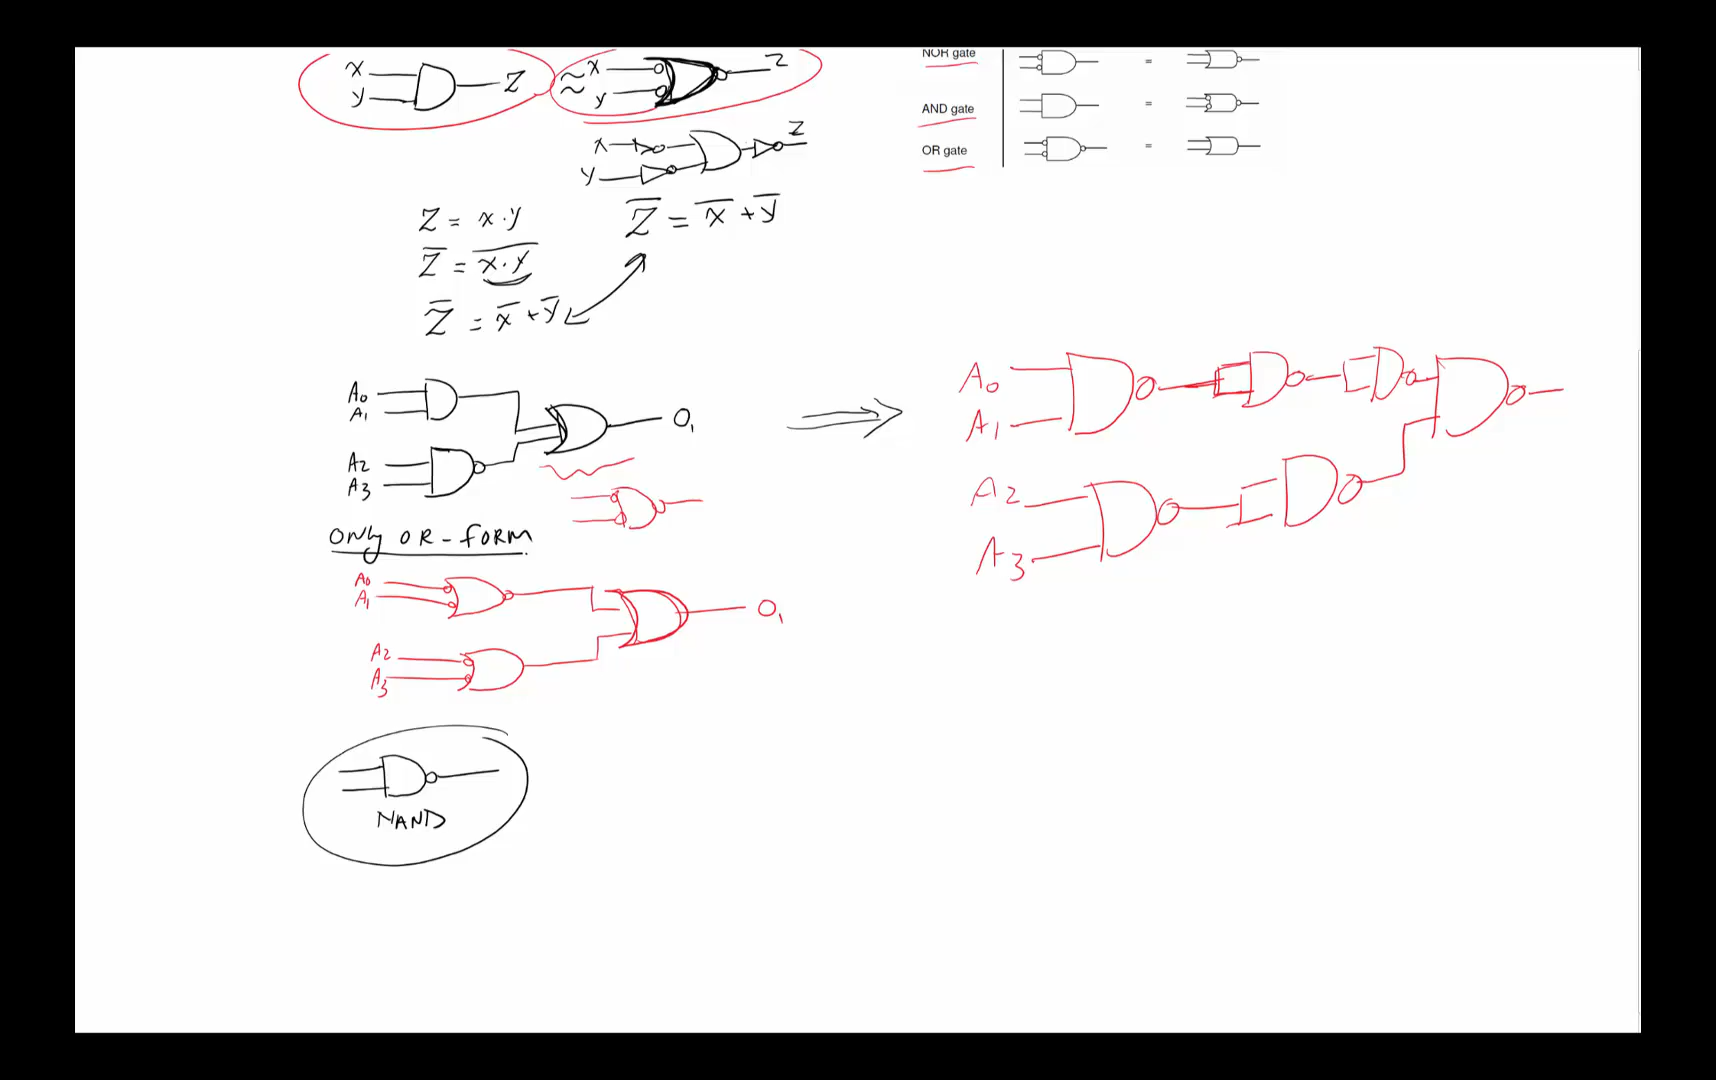 X
Y
Z
≈ X
≈ Y
Z
X
Y
Z
Z = x·y
Z̅ = x̅·̅y̅
Z̅ = x̅ + y̅
Z̅ = x̅ + y̅
NOR gate
=
AND gate
=
OR gate
=
A0
A1
A2
A3
O1
Only OR-FORM
A0
A1
A2
A3
O1
NAND
A0
A1
A2
A3